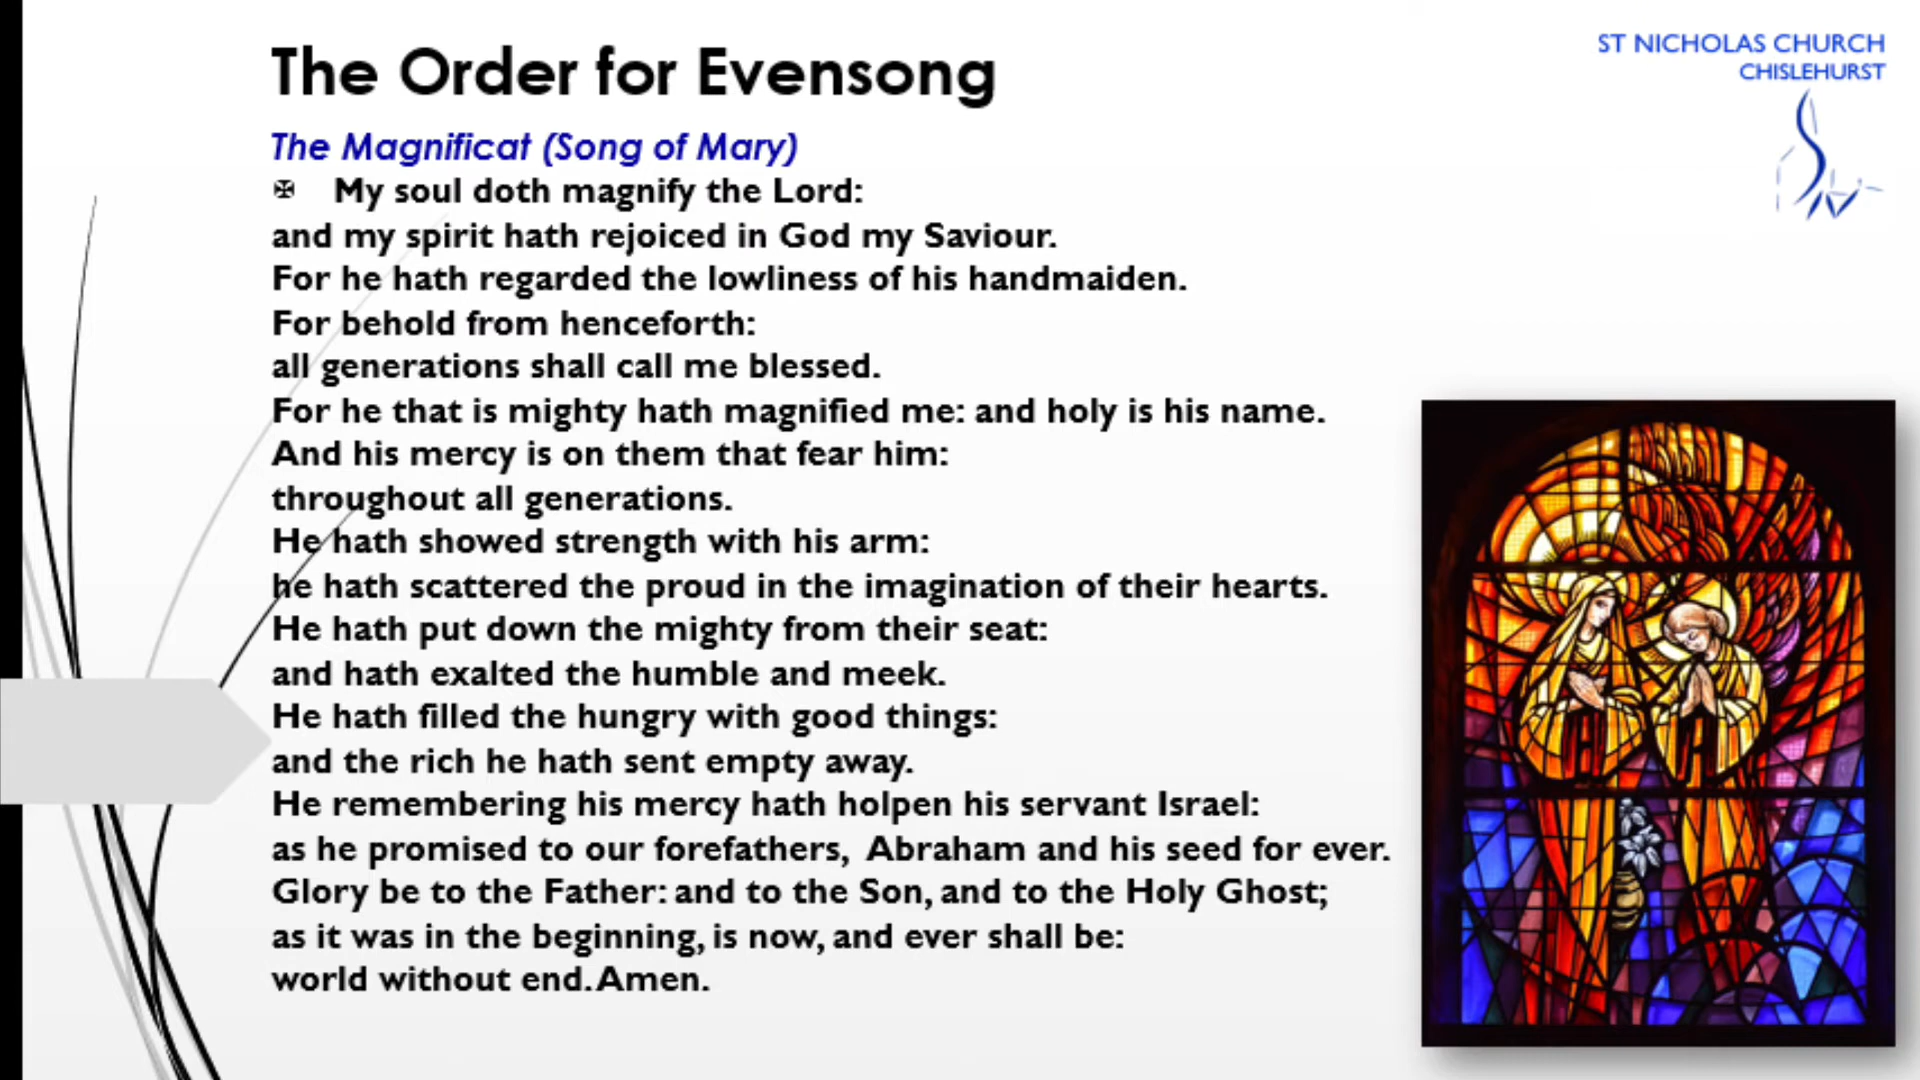 The Order for Evensong
ST NICHOLAS CHURCH
CHISLEHURST
The Magnificat (Song of Mary)
✠ My soul doth magnify the Lord:
and my spirit hath rejoiced in God my Saviour.
For he hath regarded the lowliness of his handmaiden.
For behold from henceforth:
all generations shall call me blessed.
For he that is mighty hath magnified me: and holy is his name.
And his mercy is on them that fear him:
throughout all generations.
He hath showed strength with his arm:
he hath scattered the proud in the imagination of their hearts.
He hath put down the mighty from their seat:
and hath exalted the humble and meek.
He hath filled the hungry with good things:
and the rich he hath sent empty away.
He remembering his mercy hath holpen his servant Israel:
as he promised to our forefathers, Abraham and his seed for ever.
Glory be to the Father: and to the Son, and to the Holy Ghost;
as it was in the beginning, is now, and ever shall be:
world without end. Amen.